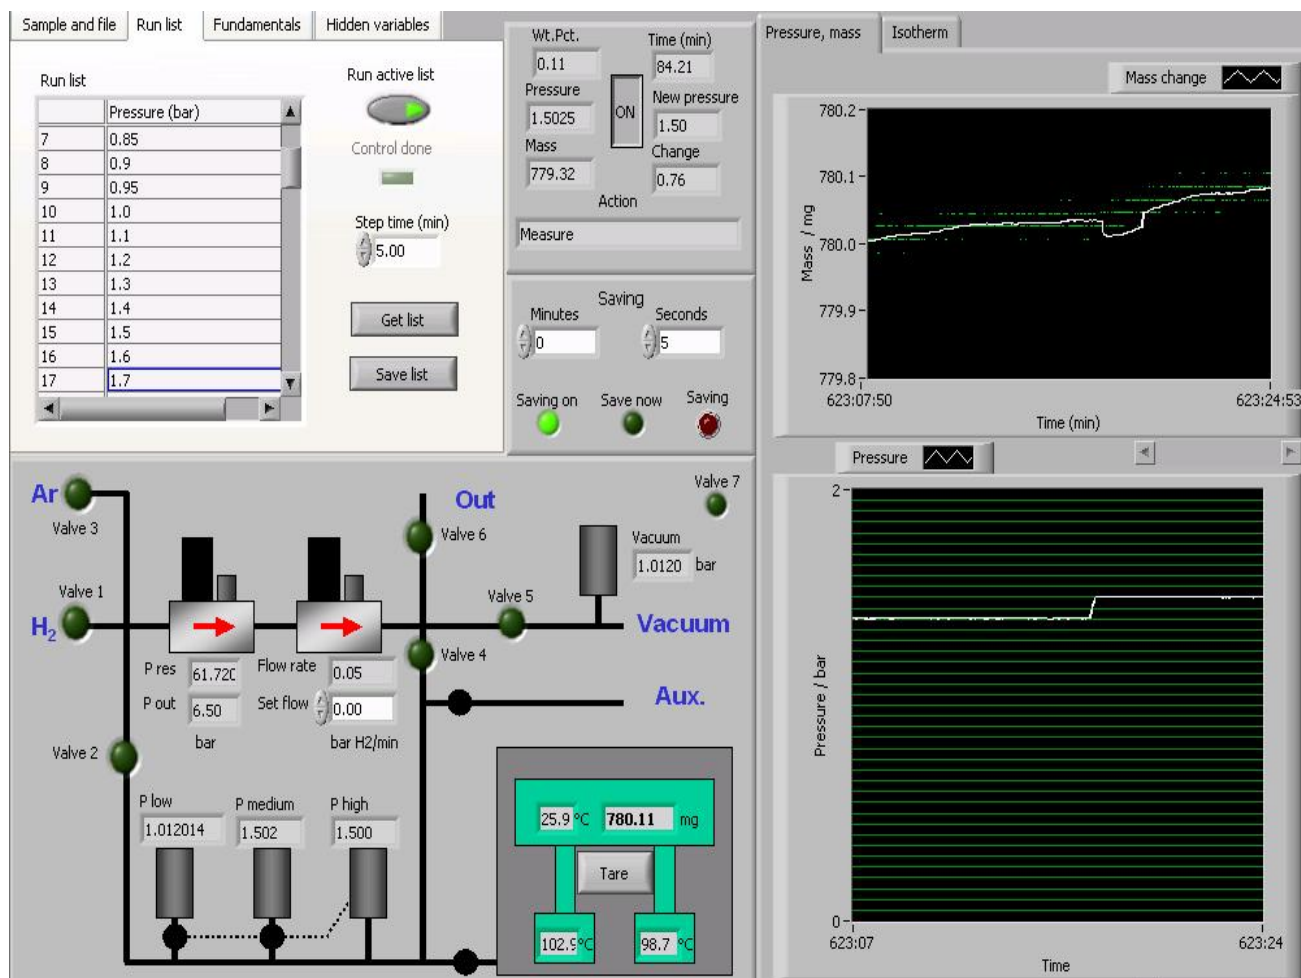 Sample and file Run list Fundamentals Hidden variables
Run list
Pressure (bar)
7 0.85
8 0.9
9 0.95
10 1.0
11 1.1
12 1.2
13 1.3
14 1.4
15 1.5
16 1.6
17 1.7
Run active list
Control done
Step time (min)
5.00
Get list
Save list
Wt.Pct.
0.11
Time (min)
84.21
Pressure
1.5025
ON
New pressure
1.50
Mass
779.32
Change
0.76
Action
Measure
Saving
Minutes
0
Seconds
5
Saving on Save now Saving
Pressure, mass Isotherm
Mass change
780.2
780.1
780.0
779.9
779.8
Mass / mg
623:07:50 623:24:53
Time (min)
Pressure
2
0
Pressure / bar
623:07 623:24
Time
Ar
Valve 3
Valve 1
H2
Out
Valve 6
Valve 7
Vacuum
1.0120 bar
Valve 5
Vacuum
Valve 4
Aux.
P res 61.720
Flow rate 0.05
P out 6.50
Set flow 0.00
bar bar H2/min
Valve 2
P low
1.012014
P medium
1.502
P high
1.500
25.9 °C 780.11 mg
Tare
102.9 °C 98.7 °C